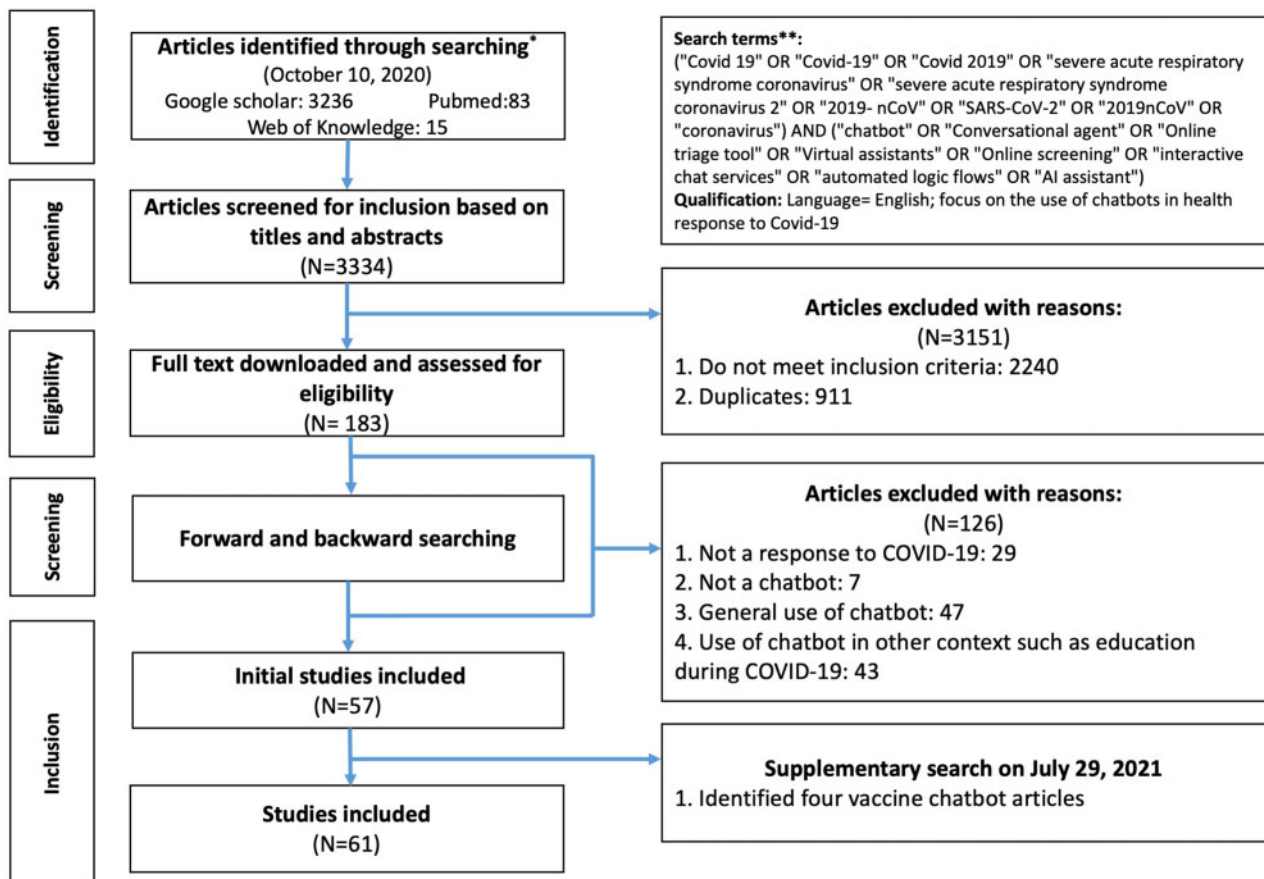 Identification
Articles identified through searching*
(October 10, 2020)
Google scholar: 3236 Pubmed:83
Web of Knowledge: 15
Search terms**:
("Covid 19" OR "Covid-19" OR "Covid 2019" OR "severe acute respiratory
syndrome coronavirus" OR "severe acute respiratory syndrome
coronavirus 2" OR "2019- nCoV" OR "SARS-CoV-2" OR "2019nCoV" OR
"coronavirus") AND ("chatbot" OR "Conversational agent" OR "Online
triage tool" OR "Virtual assistants" OR "Online screening" OR "interactive
chat services" OR "automated logic flows" OR "AI assistant")
Qualification: Language= English; focus on the use of chatbots in health
response to Covid-19
Screening
Articles screened for inclusion based on
titles and abstracts
(N=3334)
Articles excluded with reasons:
(N=3151)
1. Do not meet inclusion criteria: 2240
2. Duplicates: 911
Eligibility
Full text downloaded and assessed for
eligibility
(N= 183)
Screening
Forward and backward searching
Articles excluded with reasons:
(N=126)
1. Not a response to COVID-19: 29
2. Not a chatbot: 7
3. General use of chatbot: 47
4. Use of chatbot in other context such as education
during COVID-19: 43
Inclusion
Initial studies included
(N=57)
Supplementary search on July 29, 2021
1. Identified four vaccine chatbot articles
Studies included
(N=61)